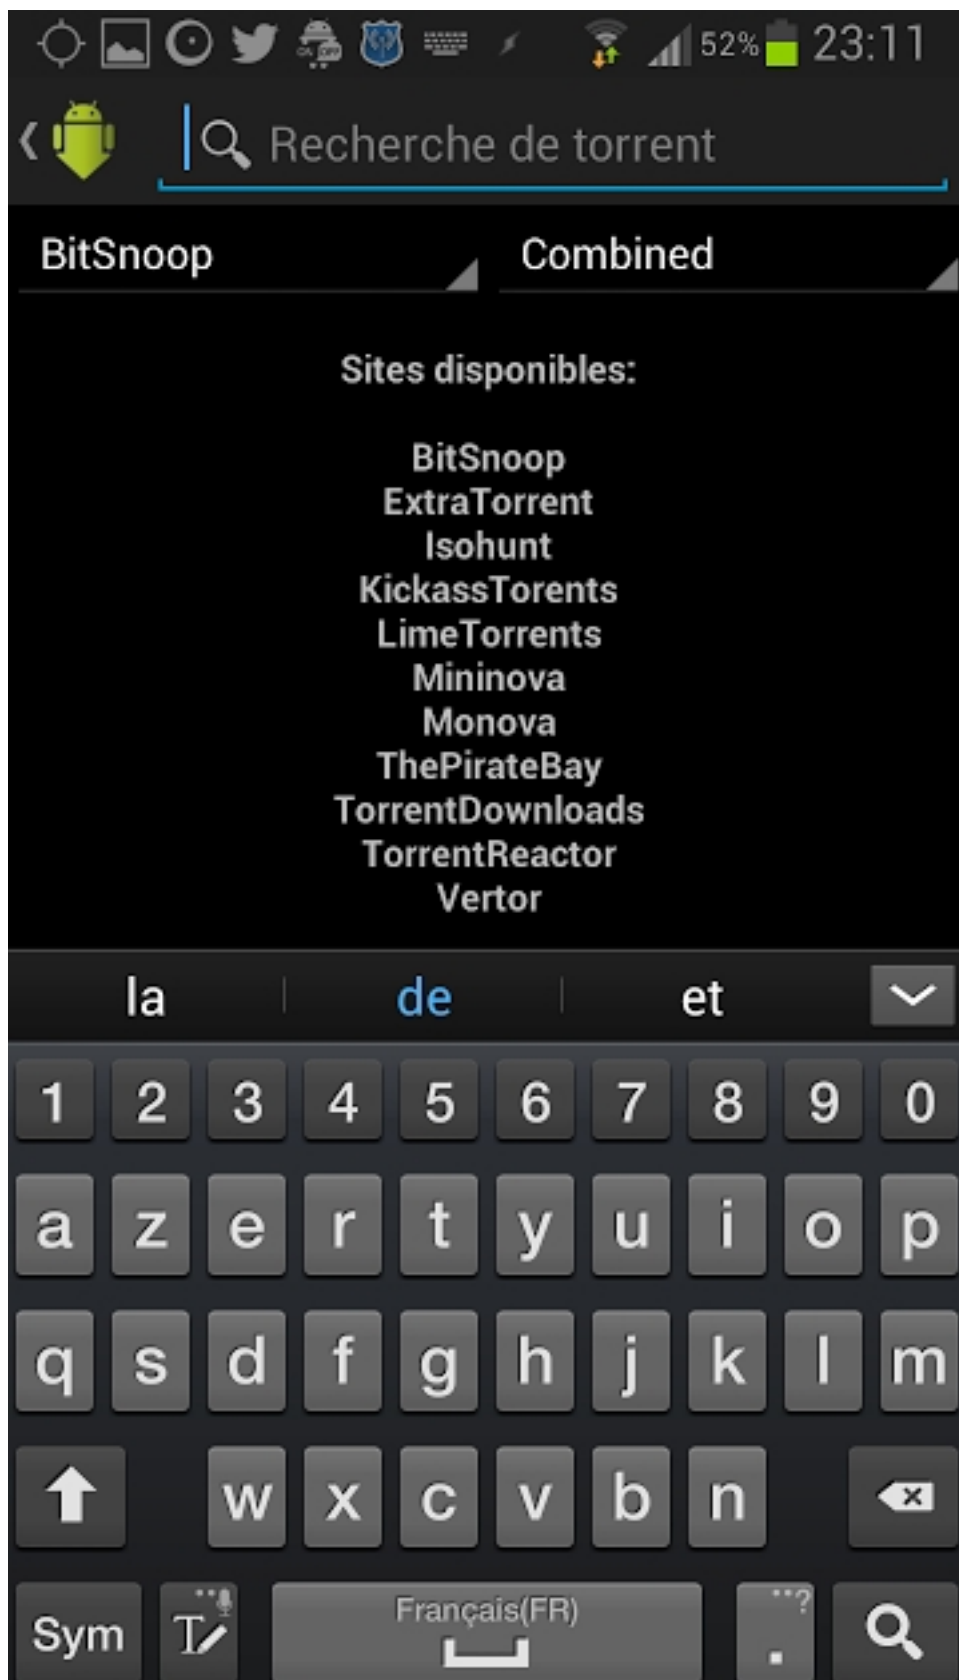 52% 23:11
Recherche de torrent
BitSnoop Combined
Sites disponibles:
BitSnoop
ExtraTorrent
Isohunt
KickassTorents
LimeTorrents
Mininova
Monova
ThePirateBay
TorrentDownloads
TorrentReactor
Vertor
la de et
1 2 3 4 5 6 7 8 9 0
a z e r t y u i o p
q s d f g h j k l m
w x c v b n
Sym T Français(FR) . ?